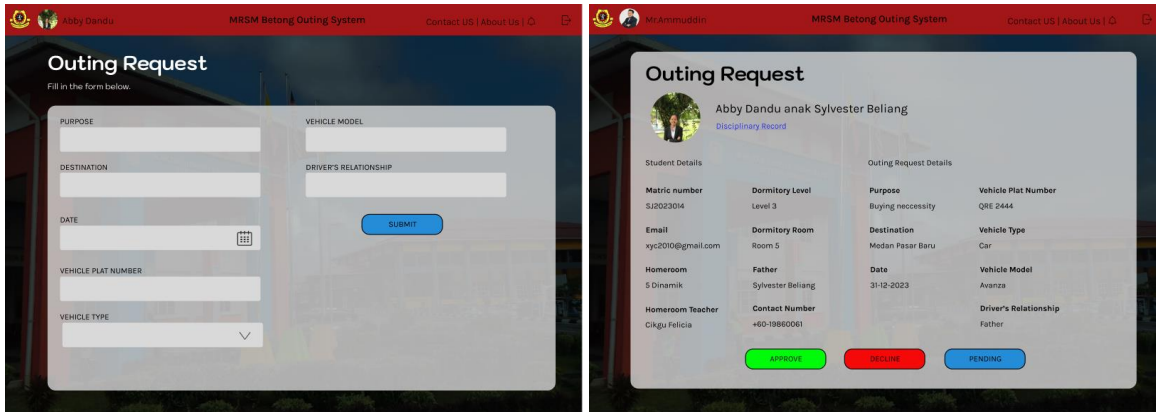 Abby Dandu
MRSM Betong Outing System
Contact US | About Us |
Outing Request
Fill in the form below.
PURPOSE
VEHICLE MODEL
DESTINATION
DRIVER'S RELATIONSHIP
DATE
SUBMIT
VEHICLE PLAT NUMBER
VEHICLE TYPE
Mr.Ammuddiri
MRSM Betong Outing System
Contact US | About Us |
Outing Request
Abby Dandu anak Sylvester Beliang
Disciplinary Record
Student Details
Outing Request Details
Matric number Dormitory Level Purpose Vehicle Plat Number
SJ2023014 Level 3 Buying neccessity QRE 2444
Email Dormitory Room Destination Vehicle Type
xyc2010@gmail.com Room 5 Medan Pasar Baru Car
Homeroom Father Date Vehicle Model
5 Dinamik Sylvester Beliang 31-12-2023 Avanza
Homeroom Teacher Contact Number Driver's Relationship
Cikgu Felicia +60-19860061 Father
APPROVE DECLINE PENDING